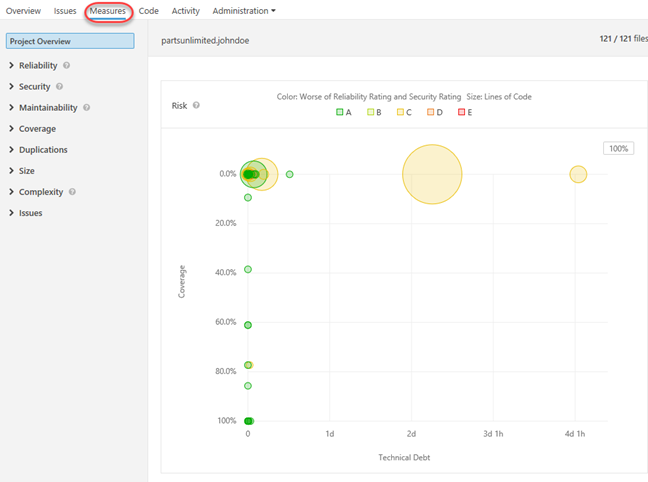 Overview Issues Measures Code Activity Administration
Project Overview
partsunlimited.johndoe
121 / 121 files
Reliability
Security
Maintainability
Coverage
Duplications
Size
Complexity
Issues
Risk
Color: Worse of Reliability Rating and Security Rating Size: Lines of Code
A B C D E
100%
0.0%
20.0%
40.0%
60.0%
80.0%
100%
Coverage
0 1d 2d 3d 1h 4d 1h
Technical Debt